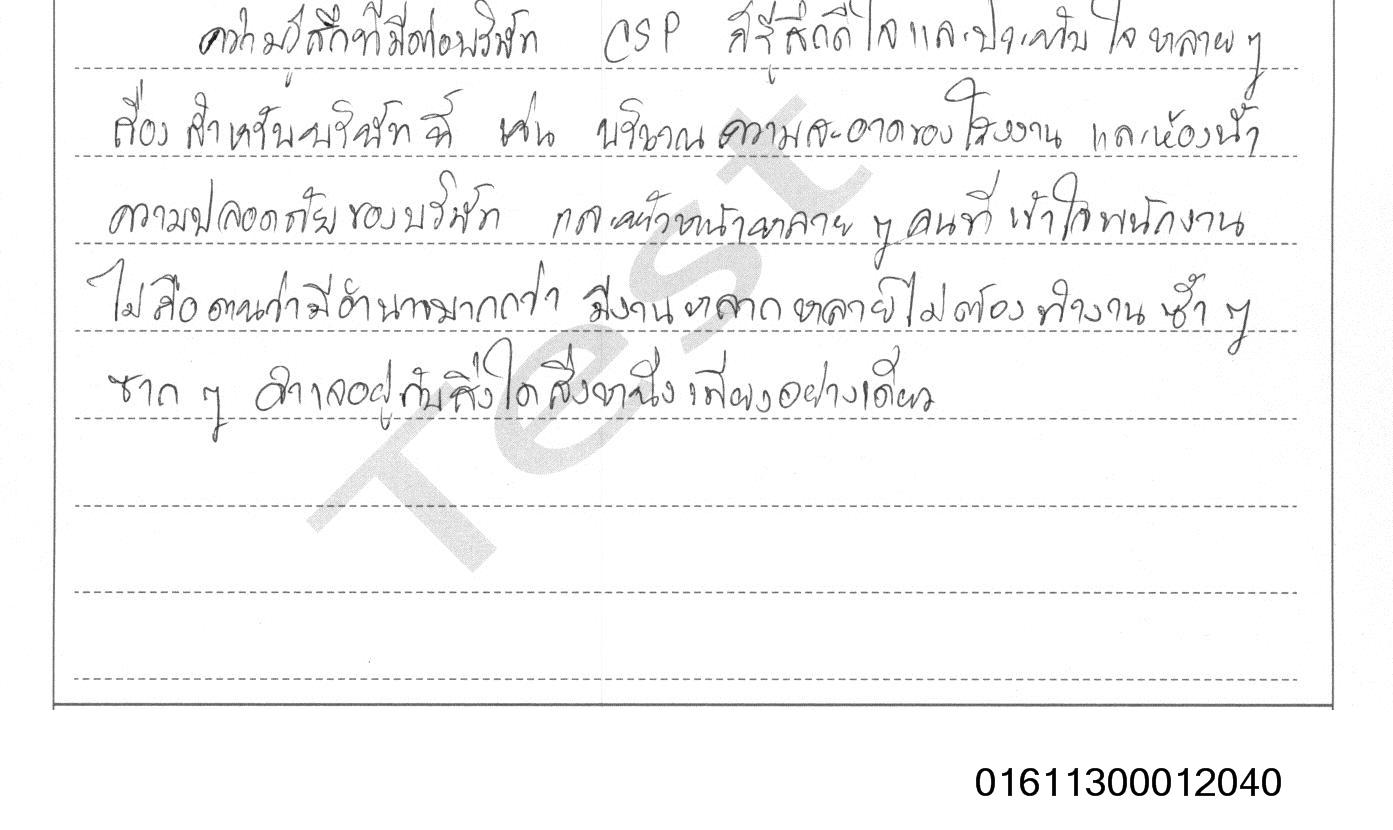 ความรู้สึกที่มีต่อบริษัท CSP ก็รู้สึกดีใจและประทับใจหลายๆ
เรื่องสำหรับบริษัทนี้ เช่น บริเวณความสะอาดของโรงงาน และห้องน้ำ
ความปลอดภัยของบริษัท และหัวหน้าหลายๆคนที่เข้าใจพนักงาน
ไม่ถือตนว่ามีอำนาจมากกว่า มีงานหลากหลายไม่ต้องทำงานซ้ำๆ
ซากๆ จำเจอยู่กับสิ่งใดสิ่งหนึ่งเพียงอย่างเดียว
Test
01611300012040